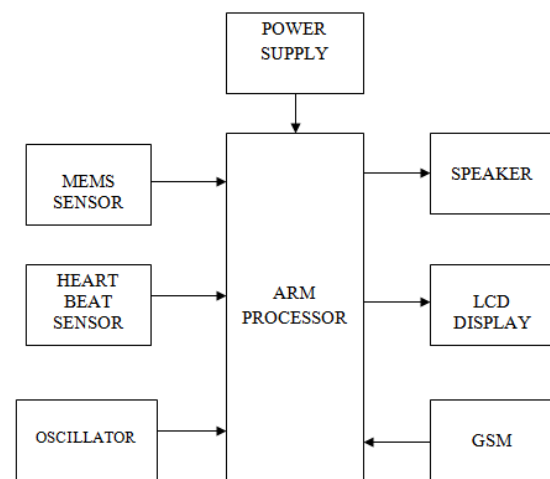 POWER
SUPPLY
MEMS
SENSOR
HEART
BEAT
SENSOR
OSCILLATOR
ARM
PROCESSOR
SPEAKER
LCD
DISPLAY
GSM